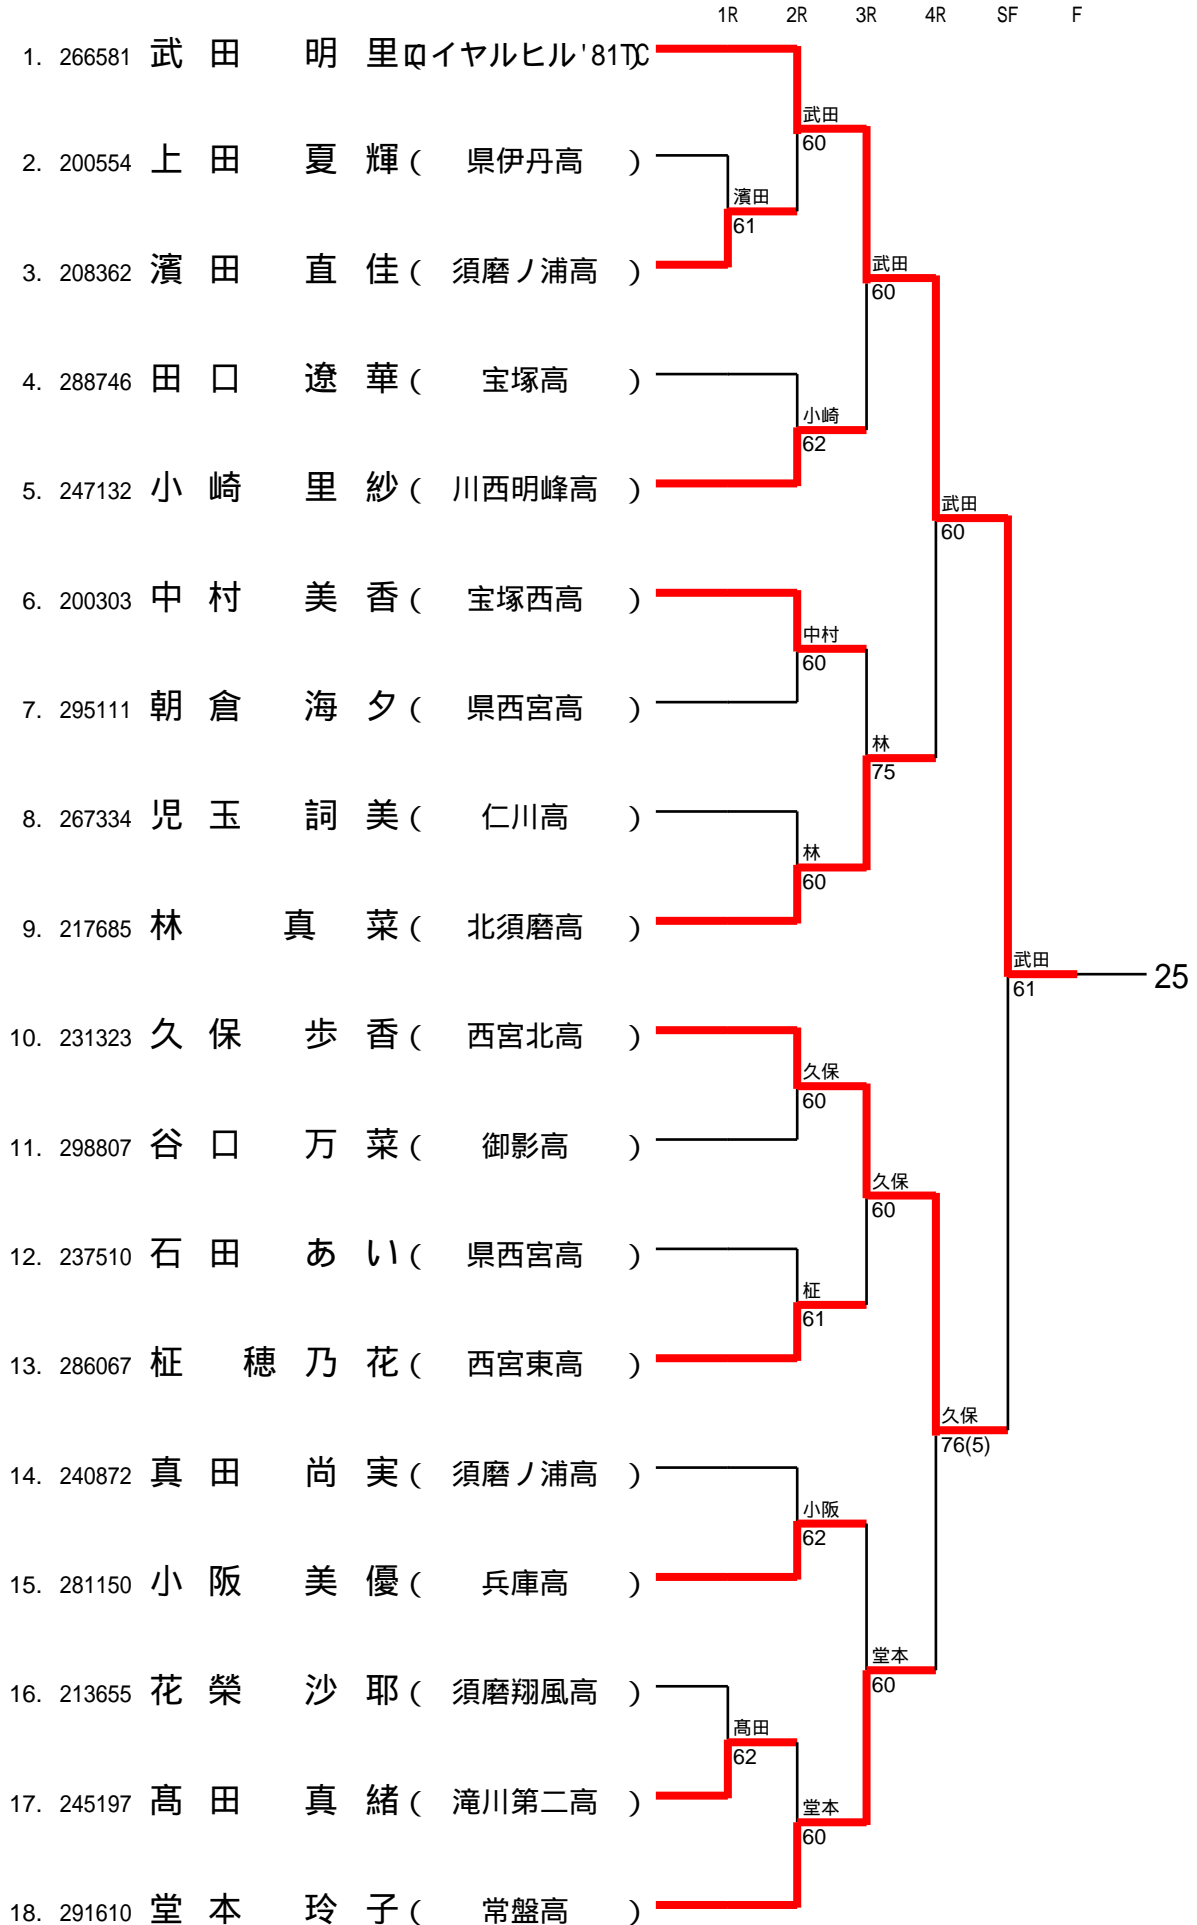 1R 2R 3R 4R SF F
1. 266581 武田 明里(ロイヤルヒル'81TC)
武田
60
2. 200554 上田 夏輝( 県伊丹高 )
濱田
61
3. 208362 濱田 直佳( 須磨ノ浦高 )
武田
60
4. 288746 田口 遼華( 宝塚高 )
小崎
62
5. 247132 小崎 里紗( 川西明峰高 )
武田
60
6. 200303 中村 美香( 宝塚西高 )
中村
60
7. 295111 朝倉 海夕( 県西宮高 )
林
75
8. 267334 児玉 詞美( 仁川高 )
林
60
9. 217685 林 真菜( 北須磨高 )
武田
61
25
10. 231323 久保 歩香( 西宮北高 )
久保
60
11. 298807 谷口 万菜( 御影高 )
久保
60
12. 237510 石田 あい( 県西宮高 )
柾
61
13. 286067 柾 穂乃花( 西宮東高 )
久保
76(5)
14. 240872 真田 尚実( 須磨ノ浦高 )
小阪
62
15. 281150 小阪 美優( 兵庫高 )
堂本
60
16. 213655 花榮 沙耶( 須磨翔風高 )
髙田
62
17. 245197 髙田 真緒( 滝川第二高 )
堂本
60
18. 291610 堂本 玲子( 常盤高 )